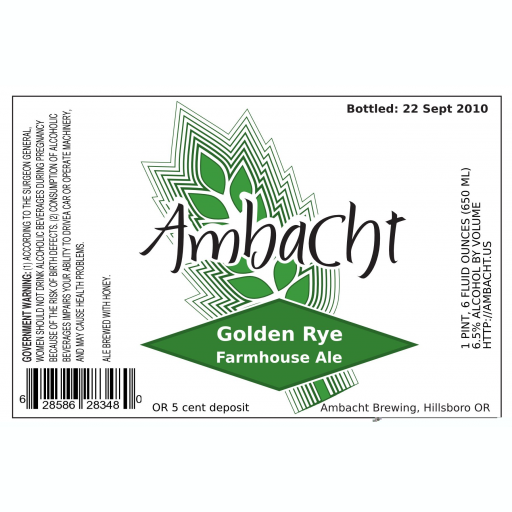 GOVERNMENT WARNING:(1) ACCORDING TO THE SURGEON GENERAL,
WOMEN SHOULD NOT DRINK ALCOHOLIC BEVERAGES DURING PREGNANCY
BECAUSE OF THE RISK OF BIRTH DEFECTS. (2) CONSUMPTION OF ALCOHOLIC
BEVERAGES IMPAIRS YOUR ABILITY TO DRIVE A CAR OR OPERATE MACHINERY,
AND MAY CAUSE HEALTH PROBLEMS.
ALE BREWED WITH HONEY.
6 28586 28348 0
OR 5 cent deposit
Ambacht
Golden Rye
Farmhouse Ale
Bottled: 22 Sept 2010
1 PINT, 6 FLUID OUNCES (650 ML)
6.5% ALCOHOL BY VOLUME
HTTP://AMBACHT.US
Ambacht Brewing, Hillsboro OR